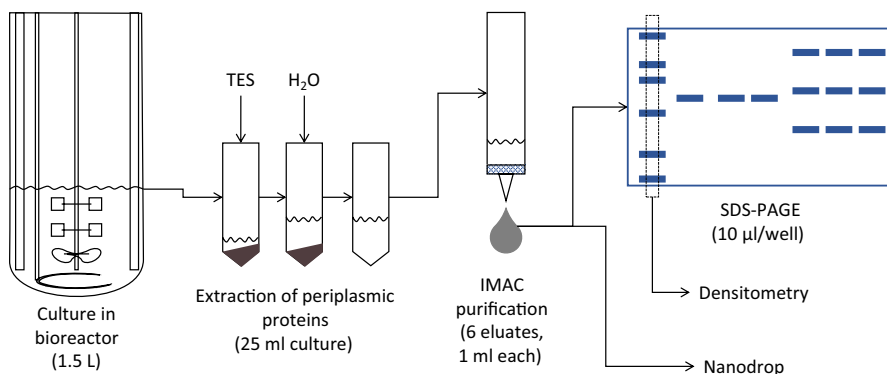 TES
H₂O
Culture in
bioreactor
(1.5 L)
Extraction of periplasmic
proteins
(25 ml culture)
IMAC
purification
(6 eluates,
1 ml each)
SDS-PAGE
(10 µl/well)
Densitometry
Nanodrop